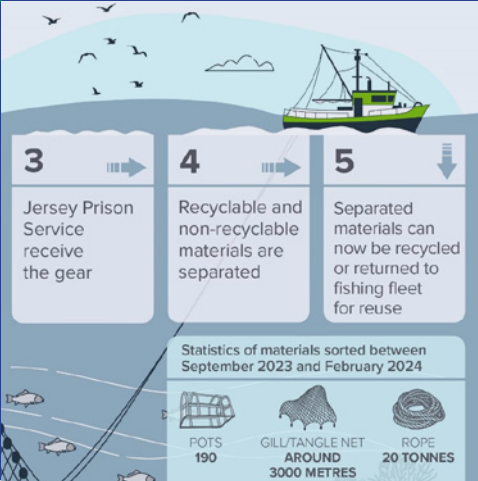 3
Jersey Prison
Service
receive
the gear
4
Recyclable and
non-recyclable
materials are
separated
5
Separated
materials can
now be recycled
or returned to
fishing fleet
for reuse
Statistics of materials sorted between
September 2023 and February 2024
POTS
190
GILL/TANGLE NET
AROUND
3000 METRES
ROPE
20 TONNES